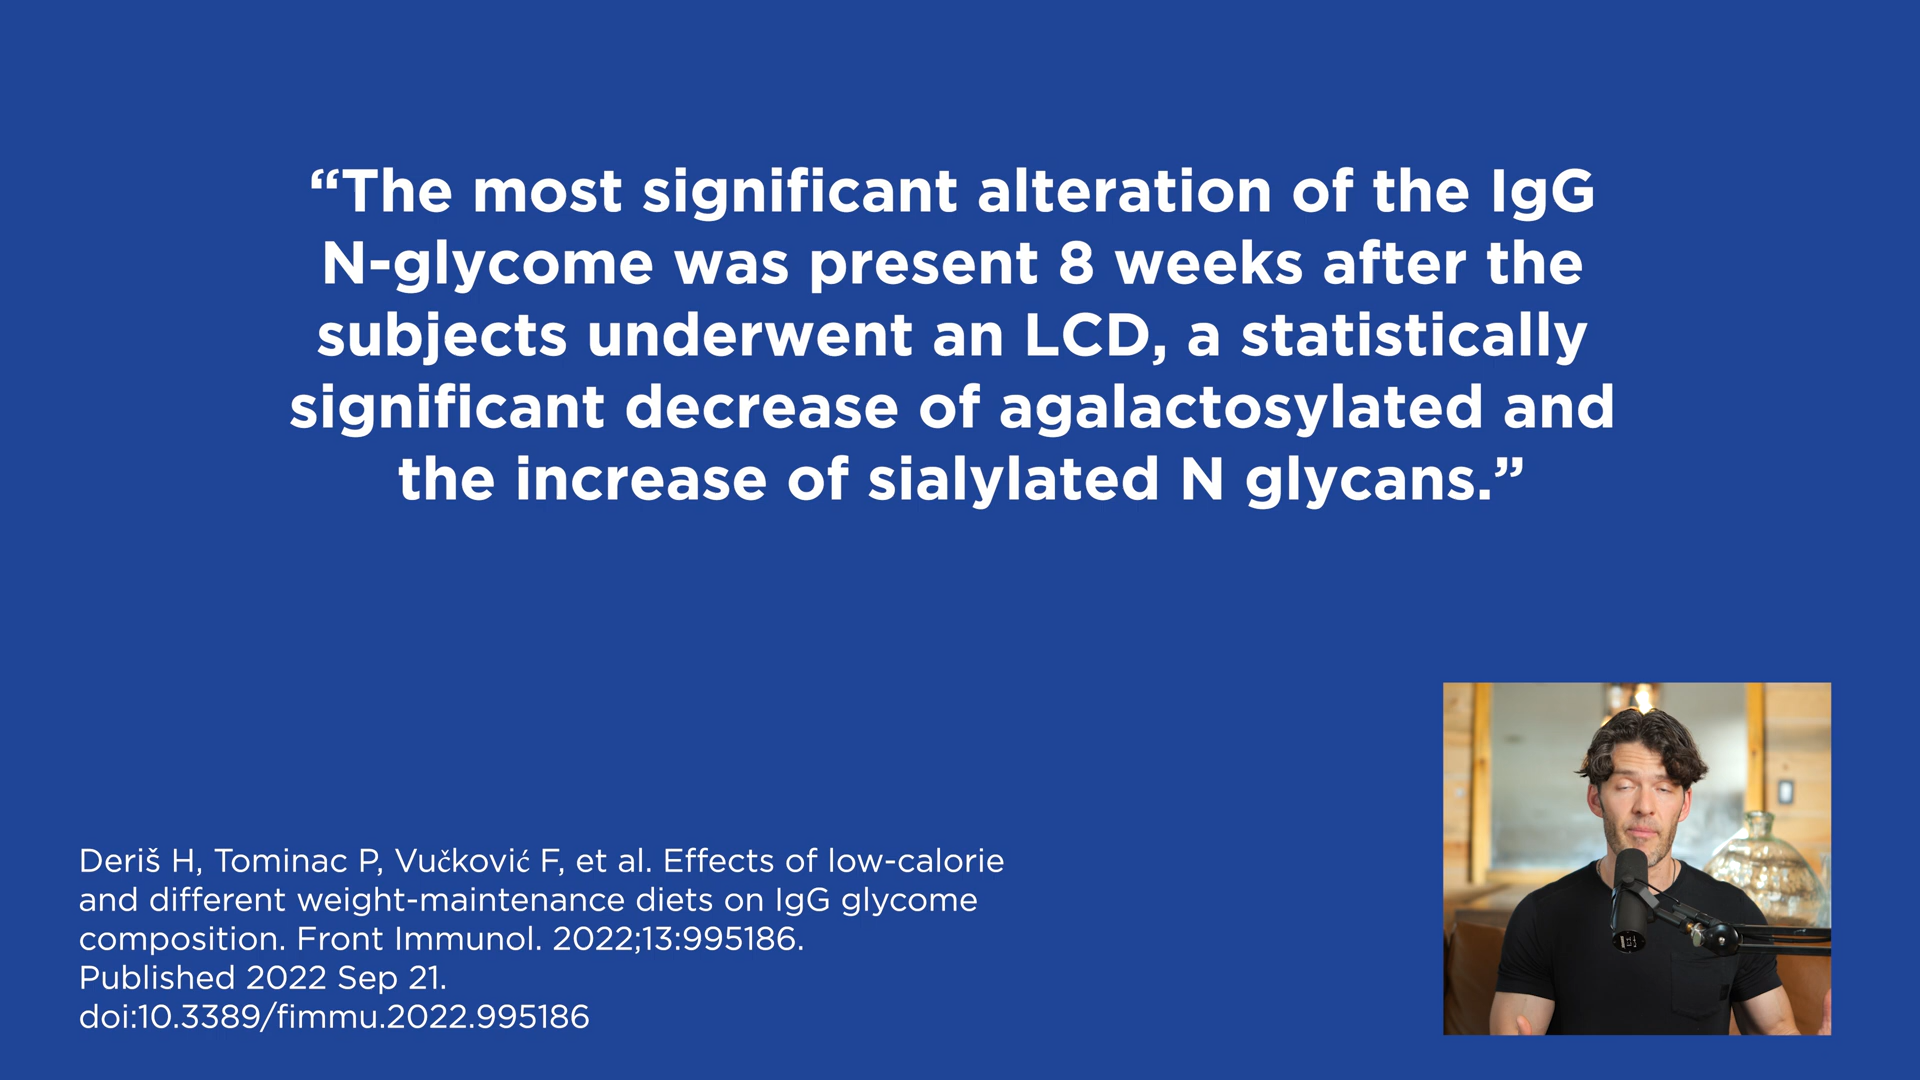 “The most significant alteration of the IgG
N-glycome was present 8 weeks after the
subjects underwent an LCD, a statistically
significant decrease of agalactosylated and
the increase of sialylated N glycans.”
Deriš H, Tominac P, Vučković F, et al. Effects of low-calorie
and different weight-maintenance diets on IgG glycome
composition. Front Immunol. 2022;13:995186.
Published 2022 Sep 21.
doi:10.3389/fimmu.2022.995186